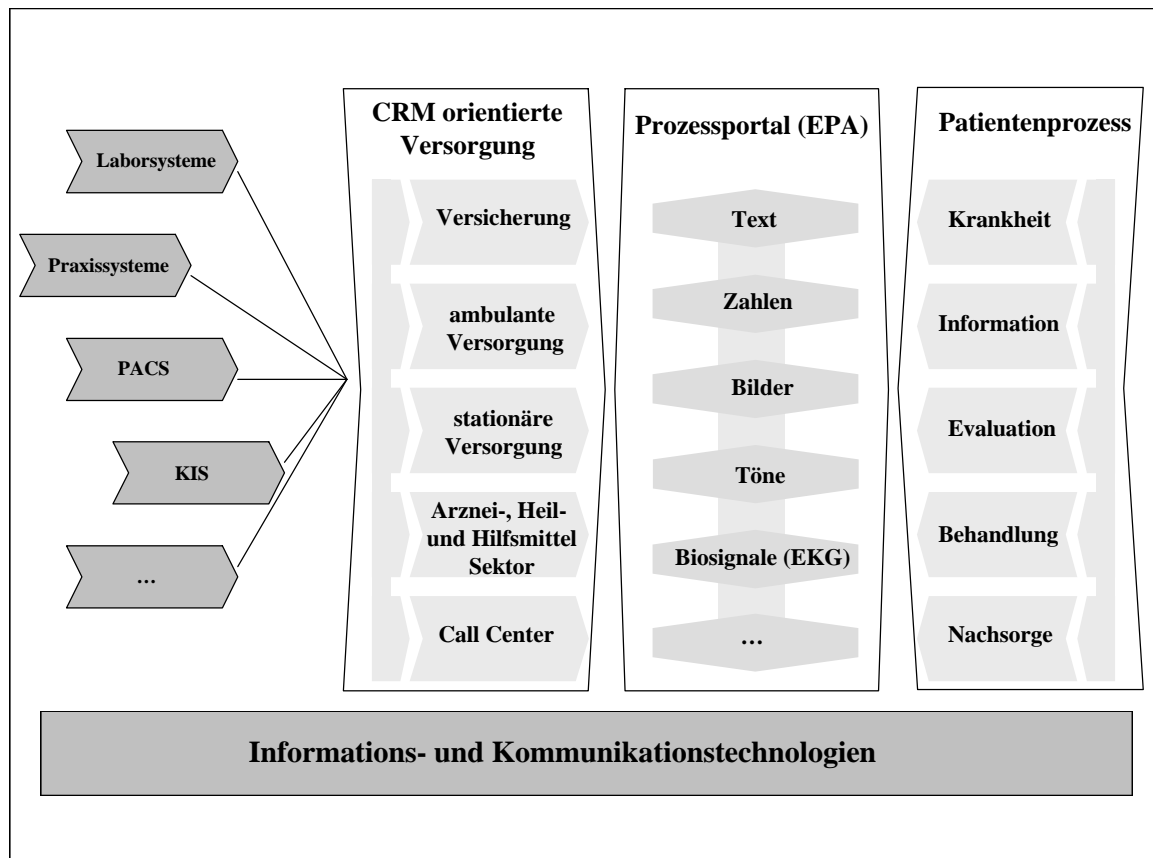 Laborsysteme
Praxissysteme
PACS
KIS
…
CRM orientierte
Versorgung
Versicherung
ambulante
Versorgung
stationäre
Versorgung
Arznei-, Heil-
und Hilfsmittel
Sektor
Call Center
Prozessportal (EPA)
Text
Zahlen
Bilder
Töne
Biosignale (EKG)
…
Patientenprozess
Krankheit
Information
Evaluation
Behandlung
Nachsorge
Informations- und Kommunikationstechnologien